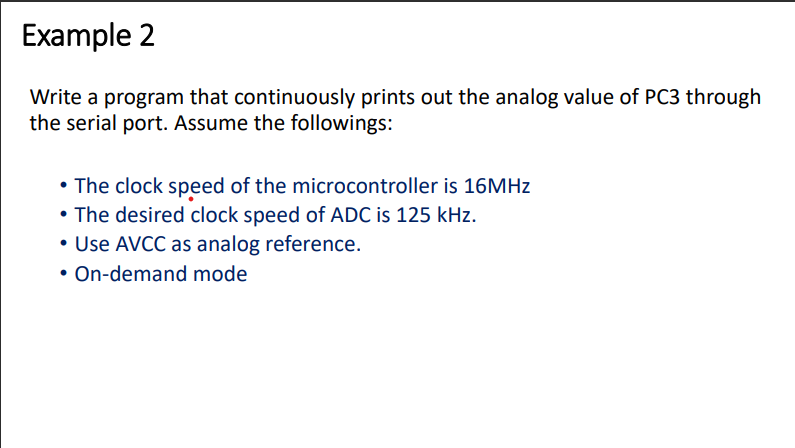 Example 2
Write a program that continuously prints out the analog value of PC3 through
the serial port. Assume the followings:
• The clock speed of the microcontroller is 16MHz
• The desired clock speed of ADC is 125 kHz.
• Use AVCC as analog reference.
• On-demand mode